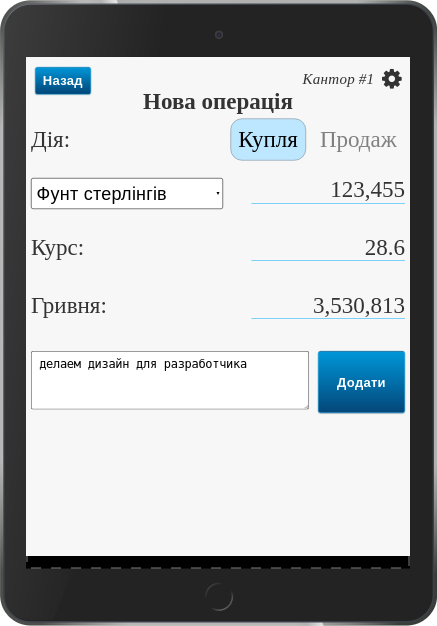 Назад
Кантор #1
Нова операція
Дія:
Купля Продаж
Фунт стерлінгів 123,455
Курс: 28.6
Гривня: 3,530,813
делаем дизайн для разработчика
Додати